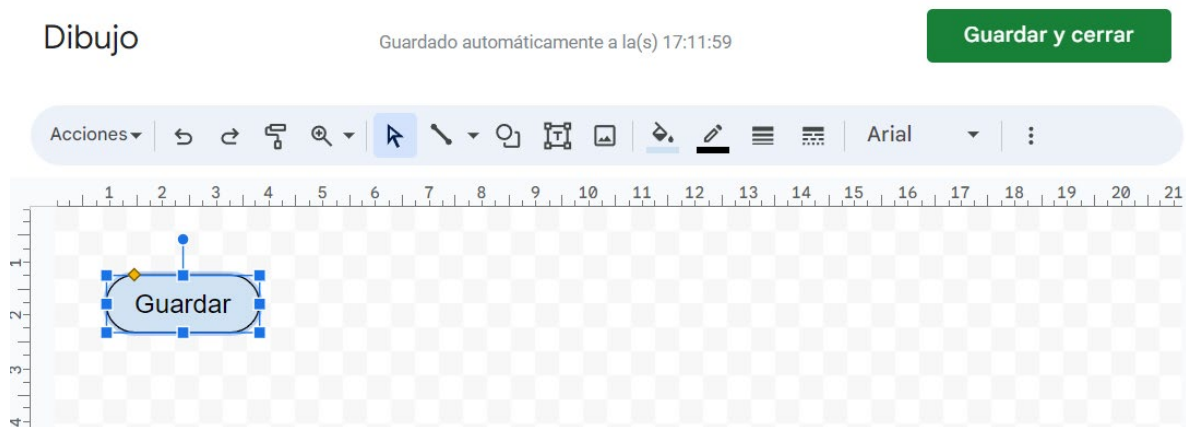 Dibujo
Guardado automáticamente a la(s) 17:11:59
Guardar y cerrar
Acciones
Arial
1 2 3 4 5 6 7 8 9 10 11 12 13 14 15 16 17 18 19 20 21
1
Guardar
2
3
4